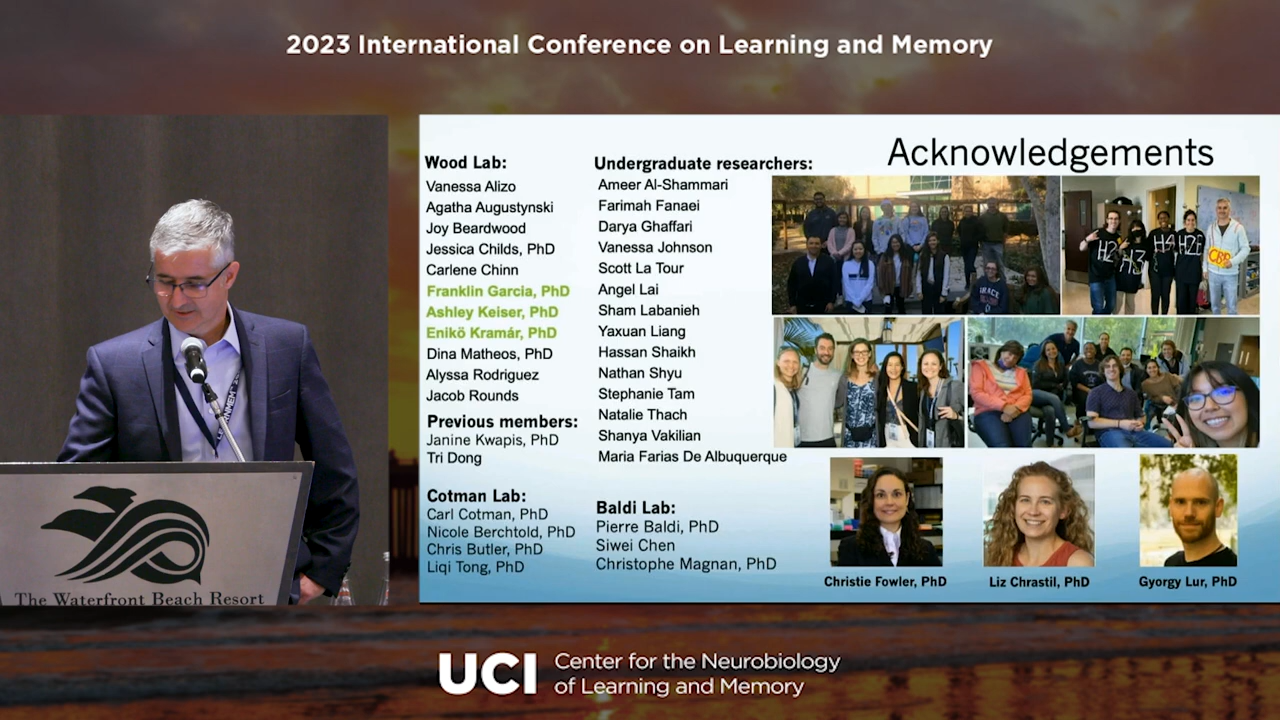 2023 International Conference on Learning and Memory
Acknowledgements
Wood Lab:
Vanessa Alizo
Agatha Augustynski
Joy Beardwood
Jessica Childs, PhD
Carlene Chinn
Franklin Garcia, PhD
Ashley Keiser, PhD
Enikö Kramár, PhD
Dina Matheos, PhD
Alyssa Rodriguez
Jacob Rounds
Previous members:
Janine Kwapis, PhD
Tri Dong
Cotman Lab:
Carl Cotman, PhD
Nicole Berchtold, PhD
Chris Butler, PhD
Liqi Tong, PhD
Undergraduate researchers:
Ameer Al-Shammari
Farimah Fanaei
Darya Ghaffari
Vanessa Johnson
Scott La Tour
Angel Lai
Sham Labanieh
Yaxuan Liang
Hassan Shaikh
Nathan Shyu
Stephanie Tam
Natalie Thach
Shanya Vakilian
Maria Farias De Albuquerque
Baldi Lab:
Pierre Baldi, PhD
Siwei Chen
Christophe Magnan, PhD
H3
H4
Christie Fowler, PhD
Liz Chrastil, PhD
Gyorgy Lur, PhD
The Waterfront Beach Resort
UCI Center for the Neurobiology
of Learning and Memory